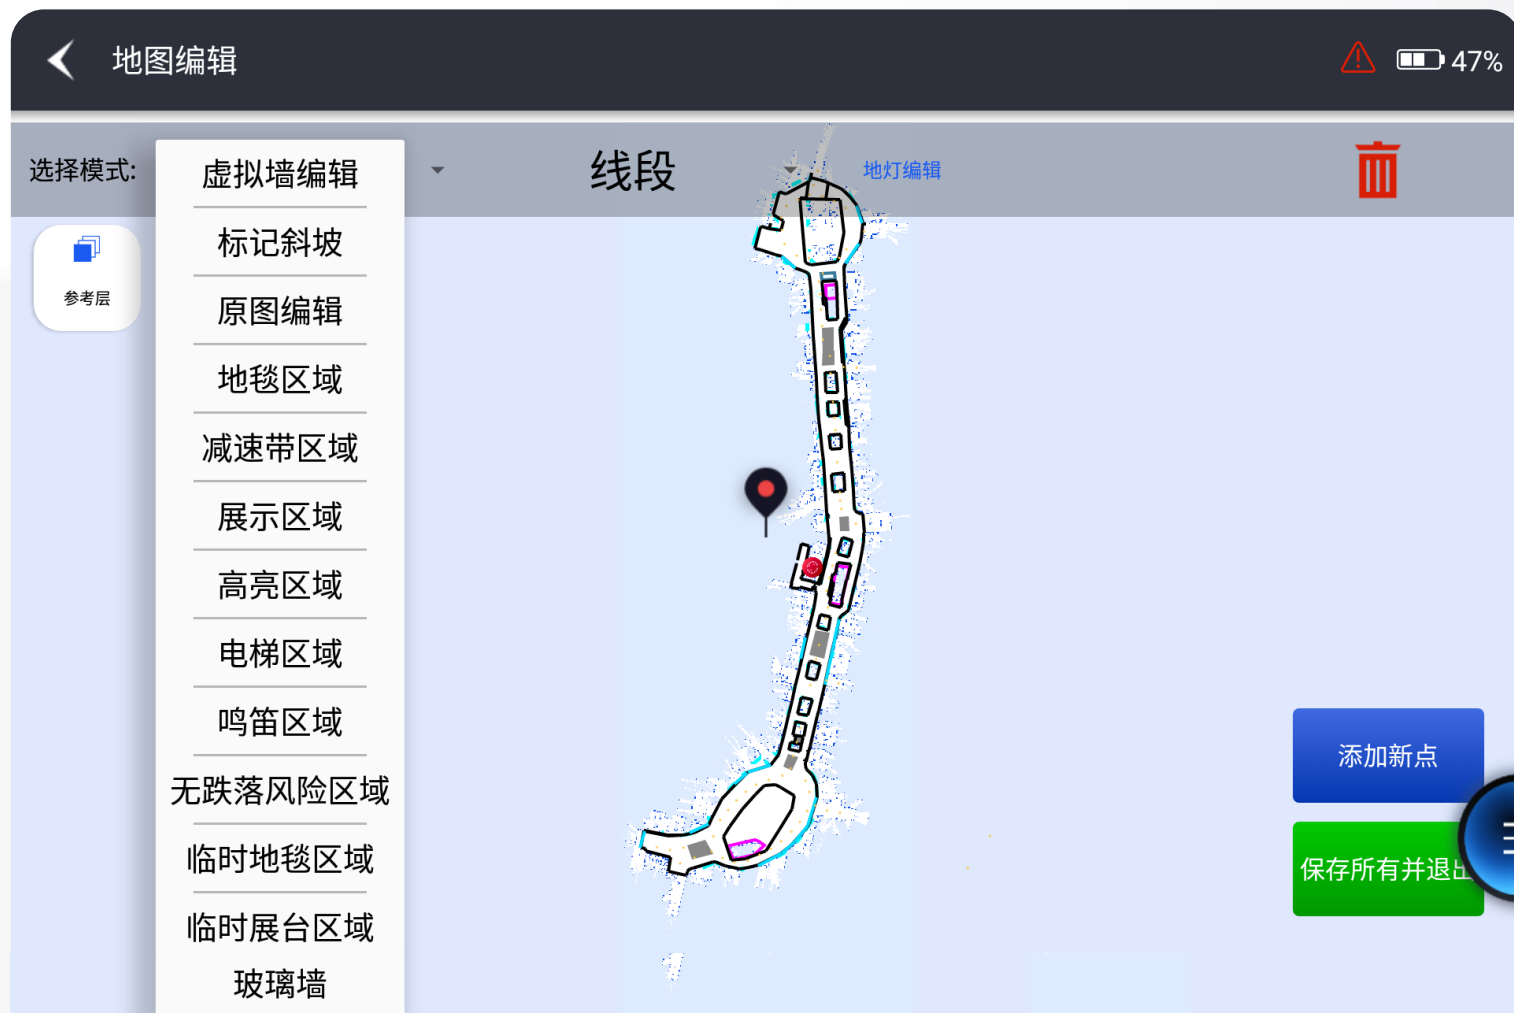 地图编辑
47%
选择模式:
虚拟墙编辑
线段
地灯编辑
标记斜坡
参考层
原图编辑
地毯区域
减速带区域
展示区域
高亮区域
电梯区域
鸣笛区域
添加新点
无跌落风险区域
临时地毯区域
保存所有并退出
临时展台区域
玻璃墙